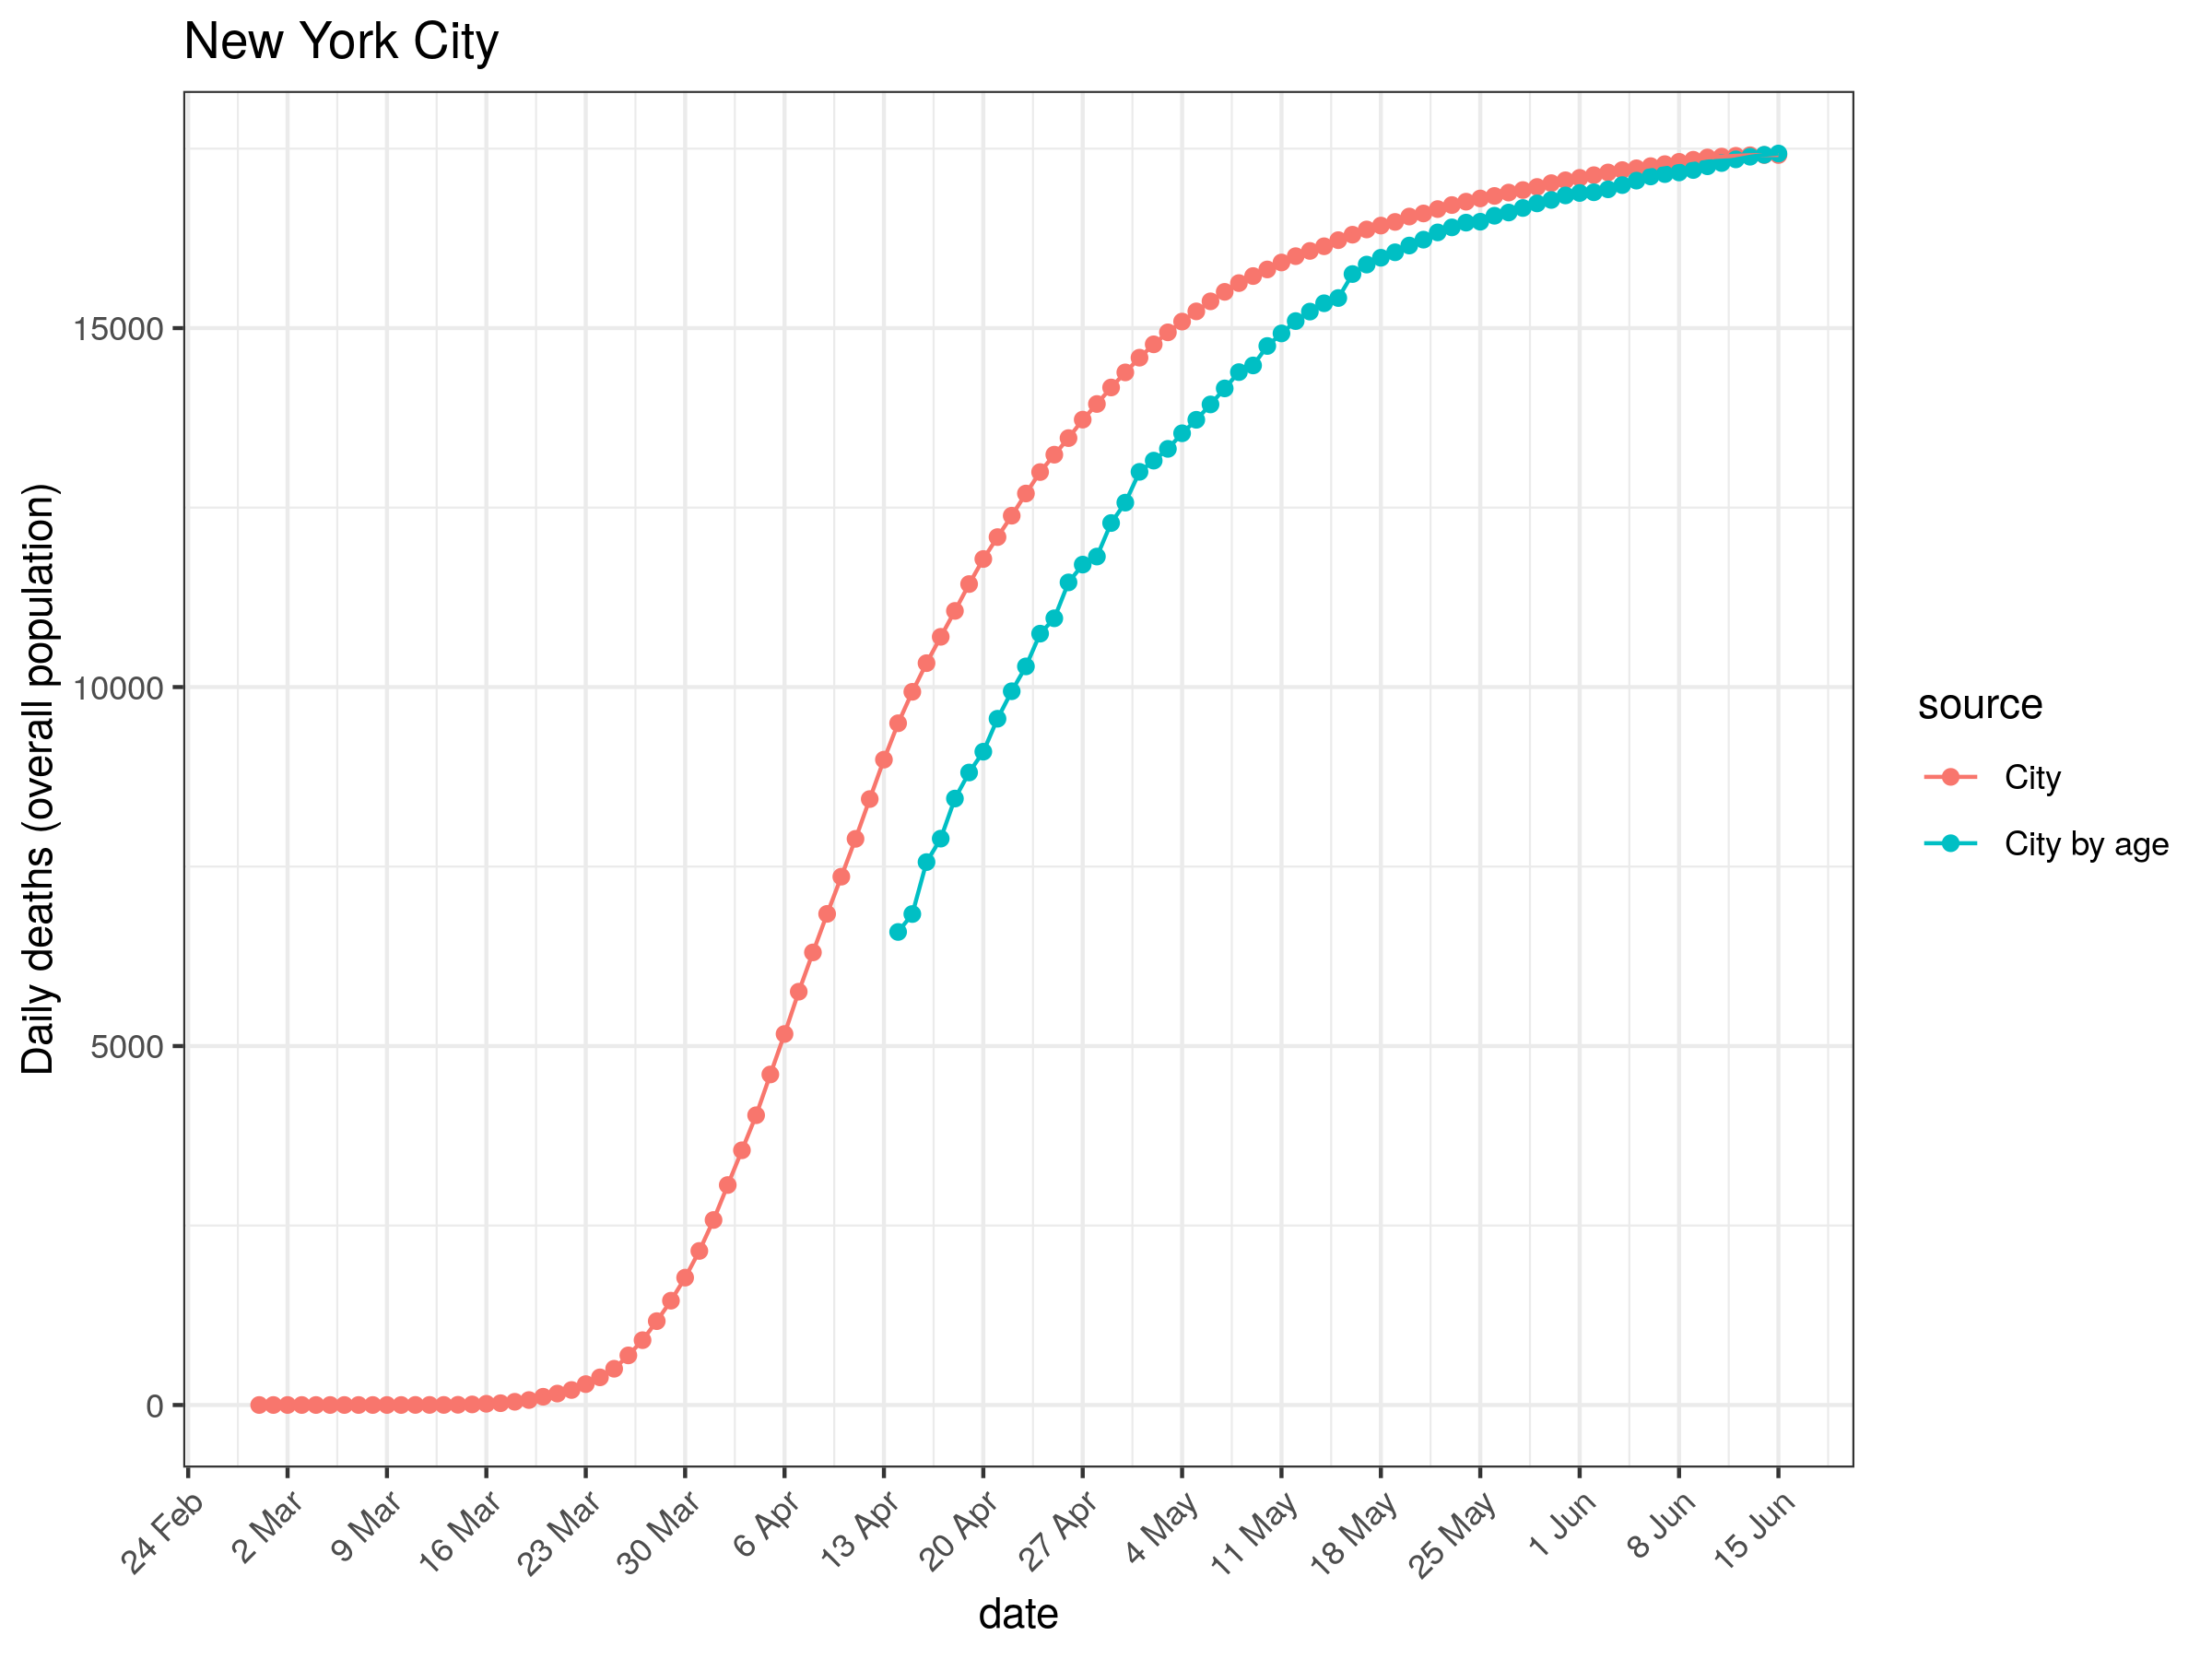 New York City
Daily deaths (overall population)
15000
10000
5000
0
24 Feb
2 Mar
9 Mar
16 Mar
23 Mar
30 Mar
6 Apr
13 Apr
20 Apr
27 Apr
4 May
11 May
18 May
25 May
1 Jun
8 Jun
15 Jun
date
source
City
City by age